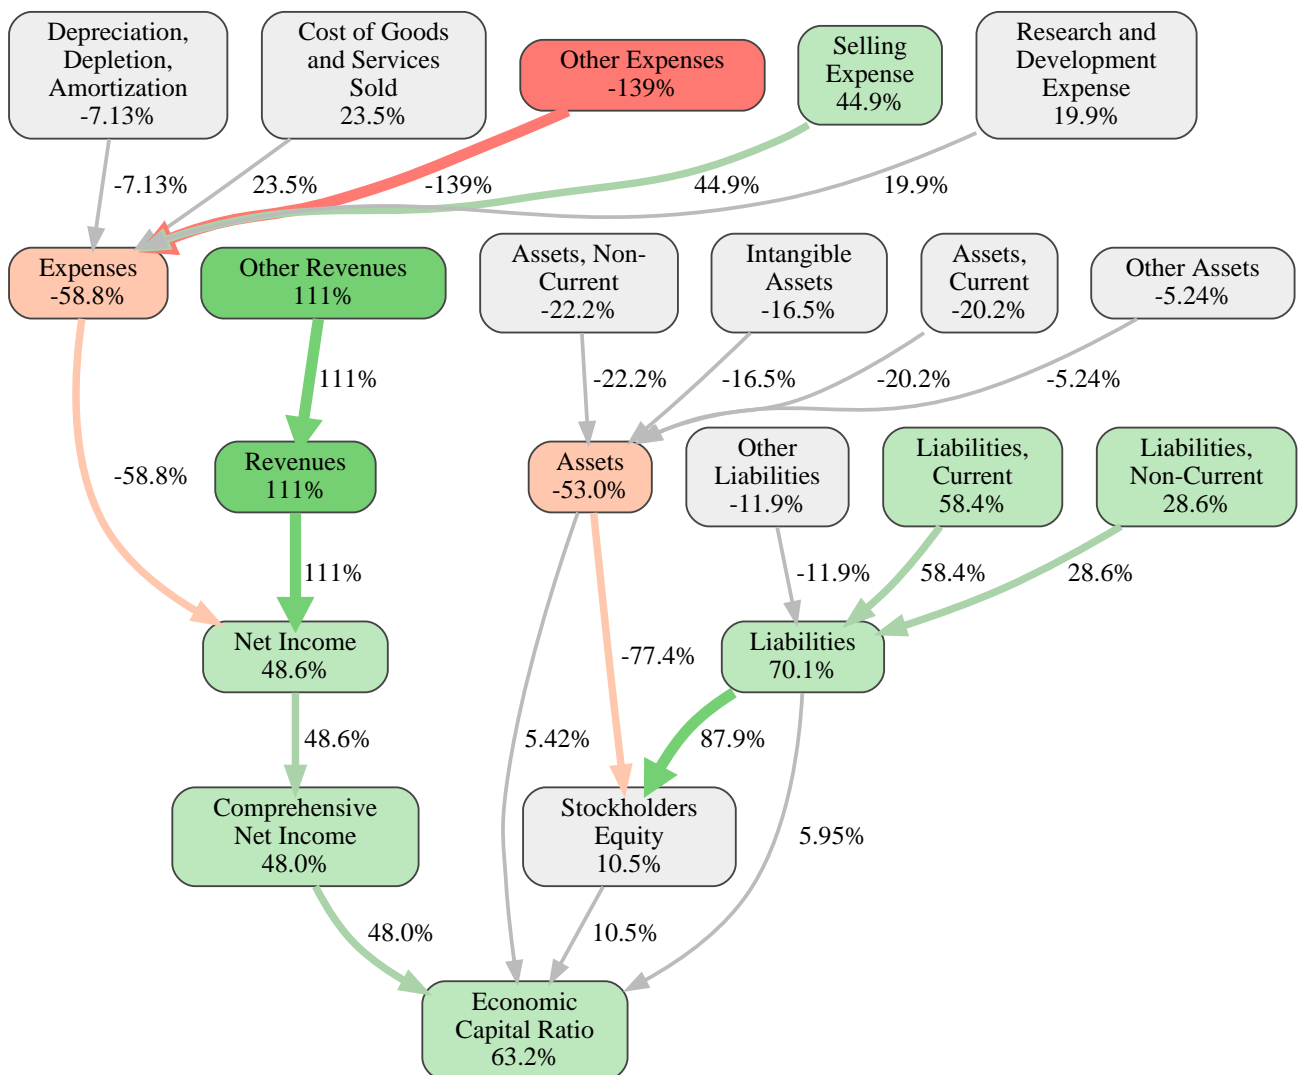 Depreciation,
Depletion,
Amortization
-7.13%
Cost of Goods
and Services
Sold
23.5%
Other Expenses
-139%
Selling
Expense
44.9%
Research and
Development
Expense
19.9%
-7.13%
23.5%
-139%
44.9%
19.9%
Expenses
-58.8%
Other Revenues
111%
Assets, Non-
Current
-22.2%
Intangible
Assets
-16.5%
Assets,
Current
-20.2%
Other Assets
-5.24%
111%
-22.2%
-16.5%
-20.2%
-5.24%
-58.8%
Revenues
111%
Assets
-53.0%
Other
Liabilities
-11.9%
Liabilities,
Current
58.4%
Liabilities,
Non-Current
28.6%
111%
-11.9%
58.4%
28.6%
Net Income
48.6%
-77.4%
Liabilities
70.1%
48.6%
5.42%
87.9%
Comprehensive
Net Income
48.0%
Stockholders
Equity
10.5%
5.95%
48.0%
10.5%
Economic
Capital Ratio
63.2%